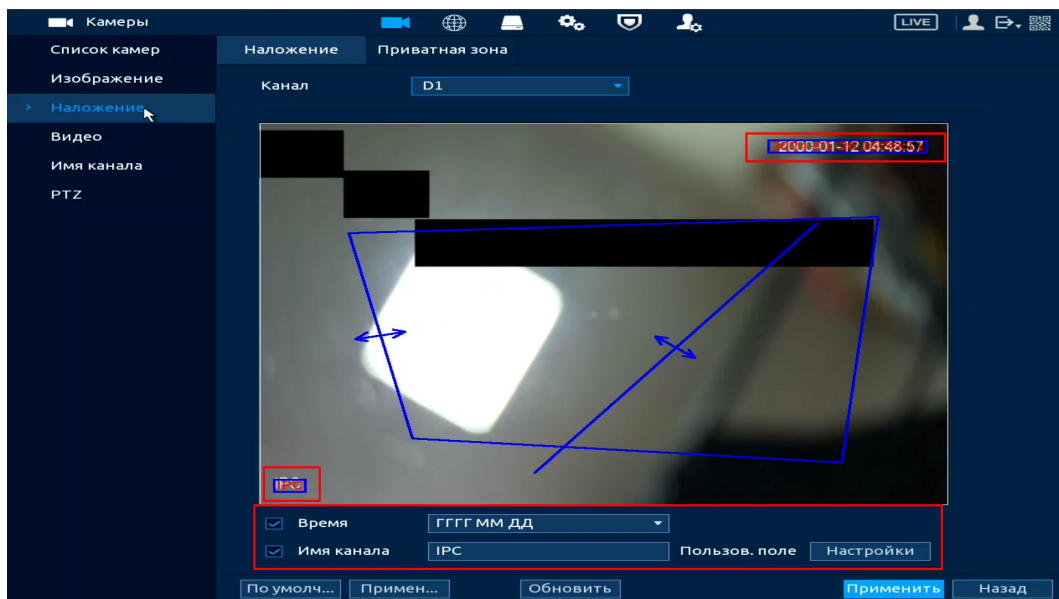 Камеры LIVE
Список камер
Изображение
Наложение
Видео
Имя канала
PTZ
Наложение Приватная зона
Канал D1
2000-01-12 04:48:57
IPC
Время ГГГГ ММ ДД
Имя канала IPC Пользов. поле Настройки
По умолч... Примен... Обновить Применить Назад